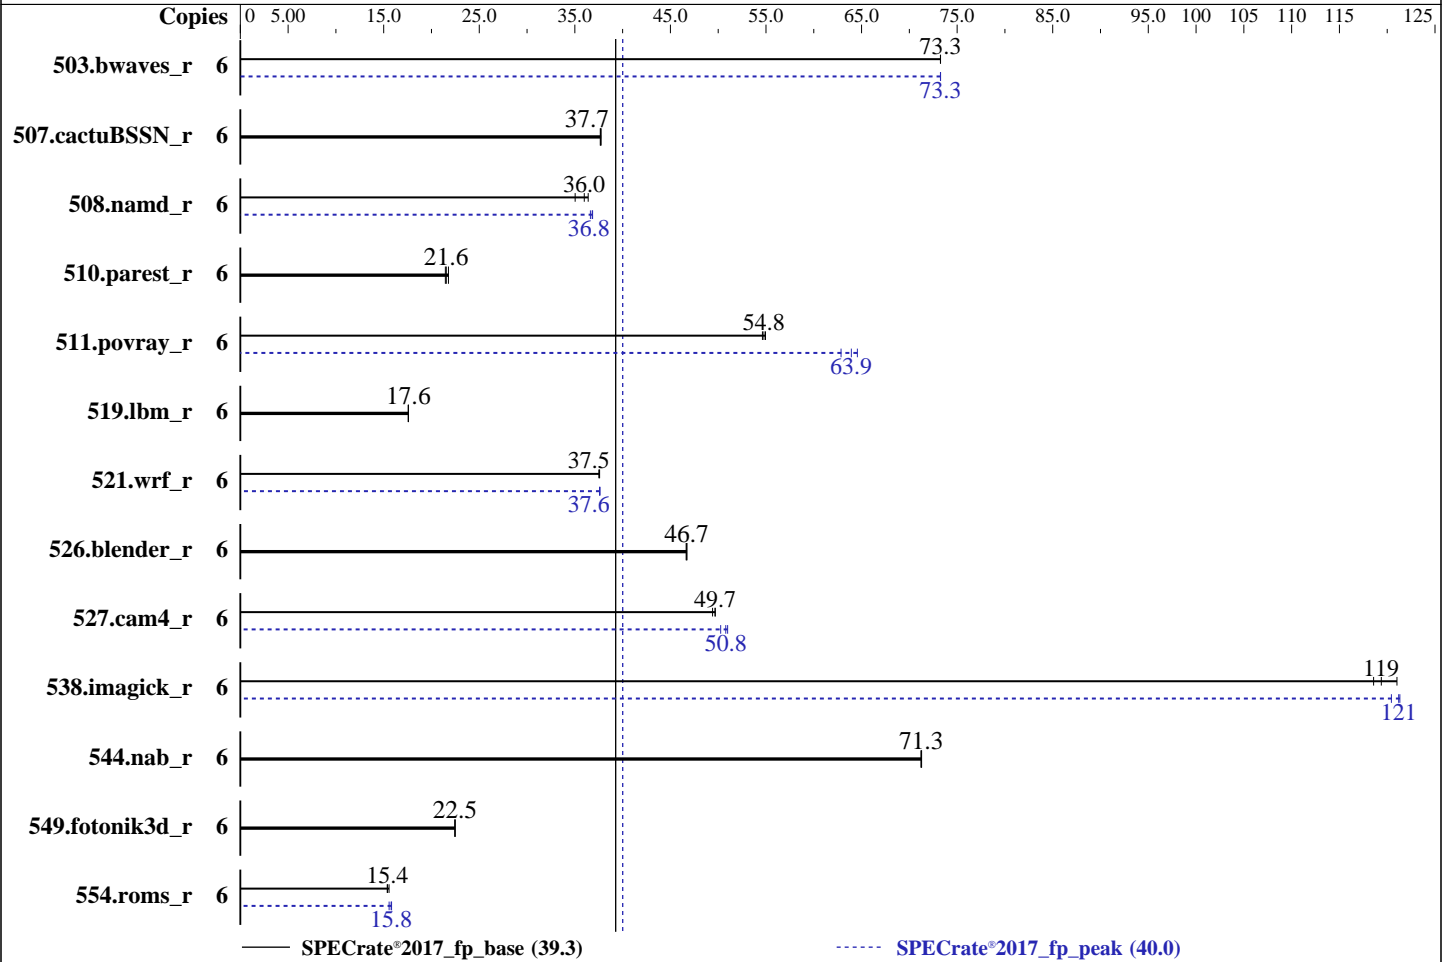 Copies 0 5.00 15.0 25.0 35.0 45.0 55.0 65.0 75.0 85.0 95.0 100 105 110 115 125
503.bwaves_r 6 73.3
73.3
507.cactuBSSN_r 6 37.7
508.namd_r 6 36.0
36.8
510.parest_r 6 21.6
511.povray_r 6 54.8
63.9
519.lbm_r 6 17.6
521.wrf_r 6 37.5
37.6
526.blender_r 6 46.7
527.cam4_r 6 49.7
50.8
538.imagick_r 6 119
121
544.nab_r 6 71.3
549.fotonik3d_r 6 22.5
554.roms_r 6 15.4
15.8
SPECrate®2017_fp_base (39.3) SPECrate®2017_fp_peak (40.0)